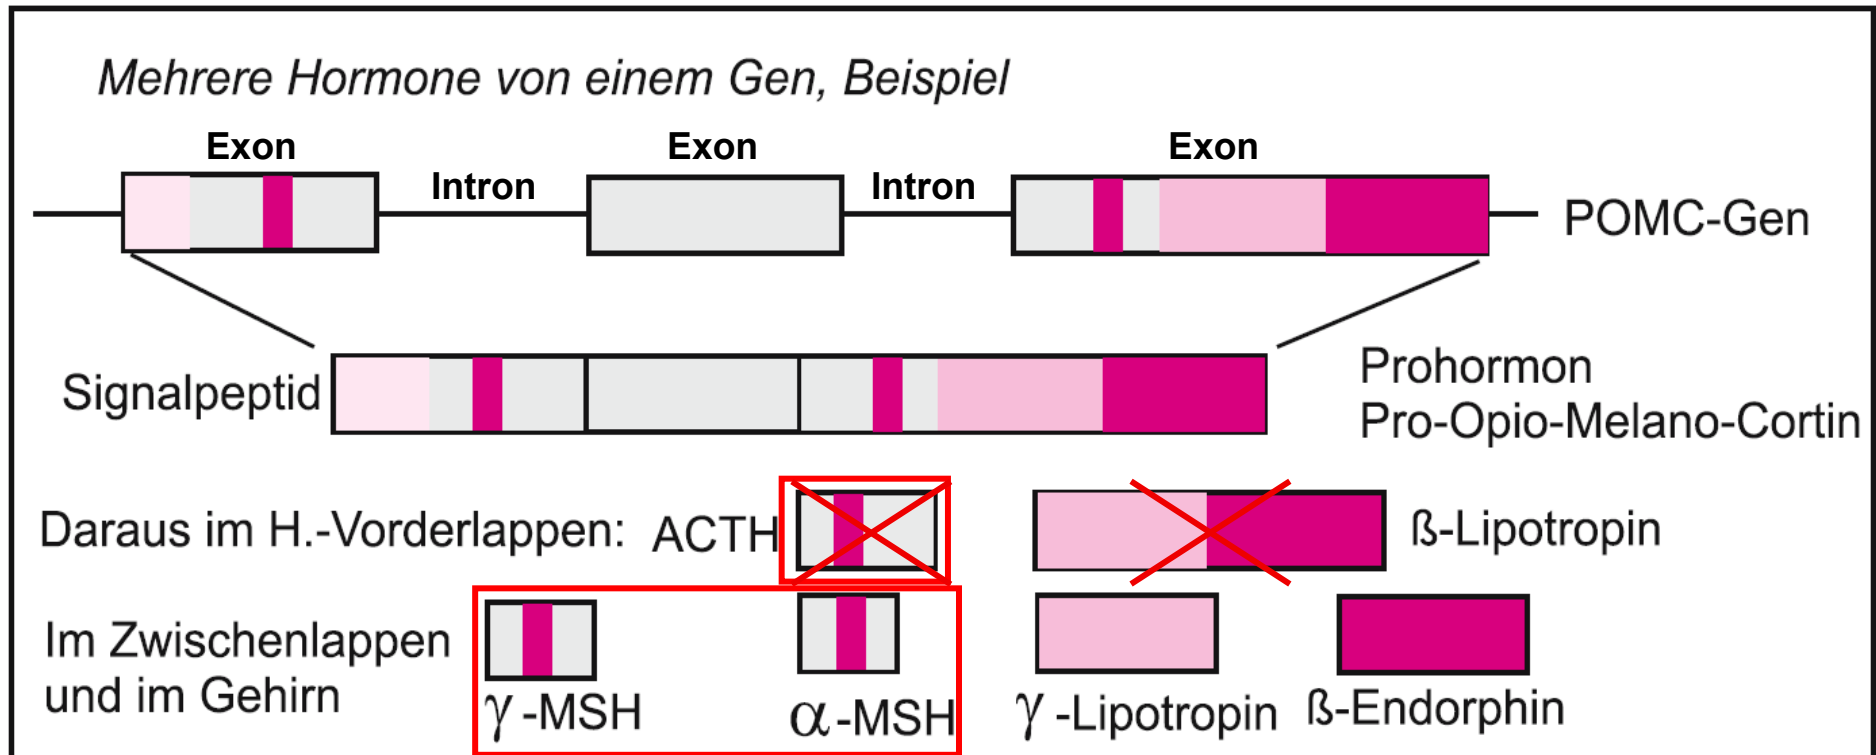 Mehrere Hormone von einem Gen, Beispiel
Exon
Exon
Exon
Intron
Intron
POMC-Gen
Signalpeptid
Prohormon
Pro-Opio-Melano-Cortin
Daraus im H.-Vorderlappen: ACTH
ß-Lipotropin
Im Zwischenlappen
und im Gehirn
γ-MSH
α-MSH
γ-Lipotropin
ß-Endorphin